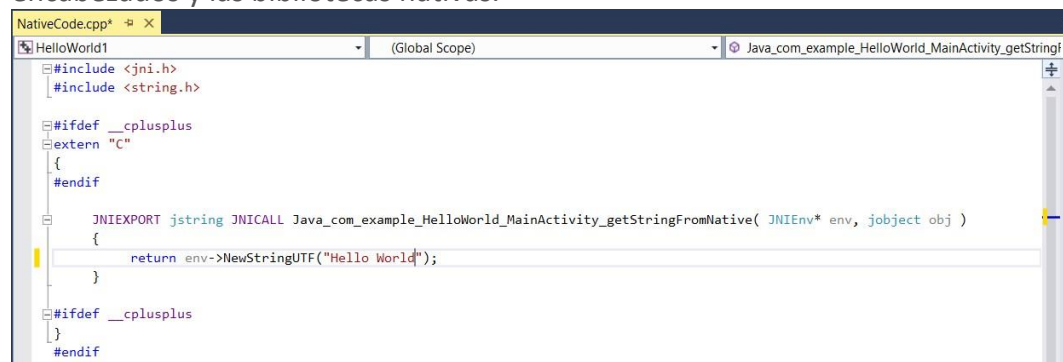 encabezados y las bibliotecas nativas.
NativeCode.cpp*
HelloWorld1 (Global Scope) Java_com_example_HelloWorld_MainActivity_getStringF
#include <jni.h>
#include <string.h>
#ifdef __cplusplus
extern "C"
{
#endif
JNIEXPORT jstring JNICALL Java_com_example_HelloWorld_MainActivity_getStringFromNative( JNIEnv* env, jobject obj )
{
return env->NewStringUTF("Hello World");
}
#ifdef __cplusplus
}
#endif